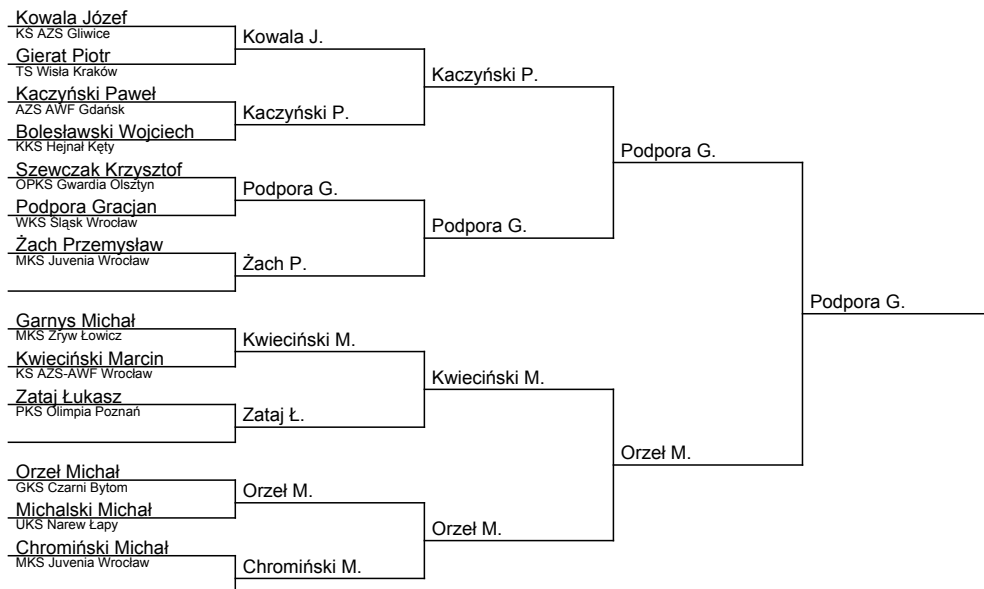 Kowala Józef
KS AZS Gliwice
Kowala J.
Gierat Piotr
TS Wisła Kraków
Kaczyński P.
Kaczyński Paweł
AZS AWF Gdańsk
Kaczyński P.
Bolesławski Wojciech
KKS Hejnał Kęty
Podpora G.
Szewczak Krzysztof
OPKS Gwardia Olsztyn
Podpora G.
Podpora Gracjan
WKS Śląsk Wrocław
Podpora G.
Żach Przemysław
MKS Juvenia Wrocław
Żach P.
Podpora G.
Garnys Michał
MKS Zryw Łowicz
Kwieciński M.
Kwieciński Marcin
KS AZS-AWF Wrocław
Kwieciński M.
Zataj Łukasz
PKS Olimpia Poznań
Zataj Ł.
Orzeł M.
Orzeł Michał
GKS Czarni Bytom
Orzeł M.
Michalski Michał
UKS Narew Łapy
Orzeł M.
Chromiński Michał
MKS Juvenia Wrocław
Chromiński M.